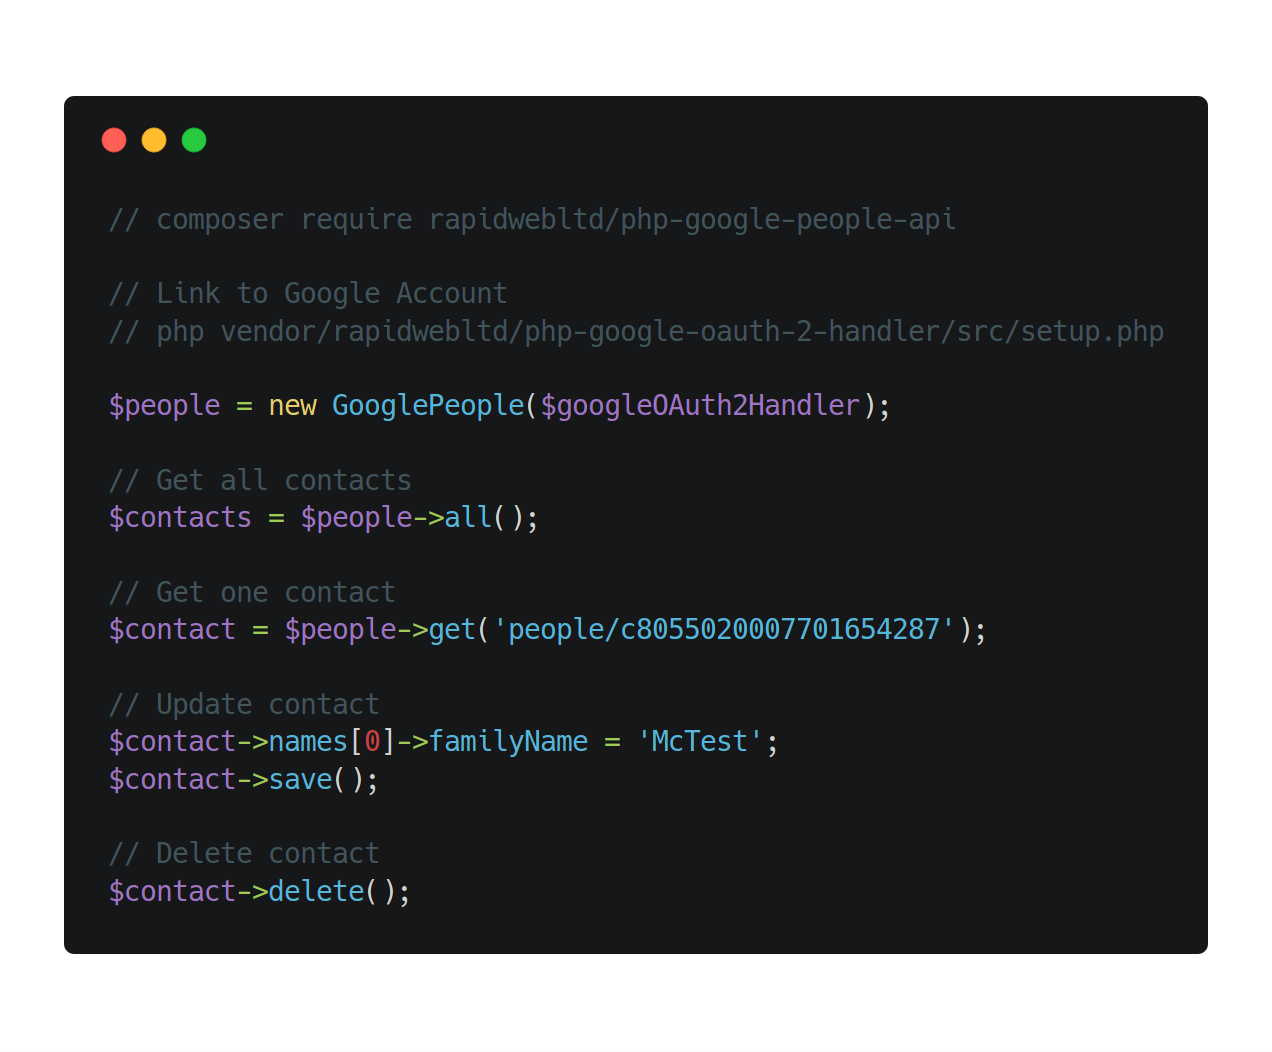 // composer require rapidwebltd/php-google-people-api
// Link to Google Account
// php vendor/rapidwebltd/php-google-oauth-2-handler/src/setup.php
$people = new GooglePeople($googleOAuth2Handler);
// Get all contacts
$contacts = $people->all();
// Get one contact
$contact = $people->get('people/c8055020007701654287');
// Update contact
$contact->names[0]->familyName = 'McTest';
$contact->save();
// Delete contact
$contact->delete();